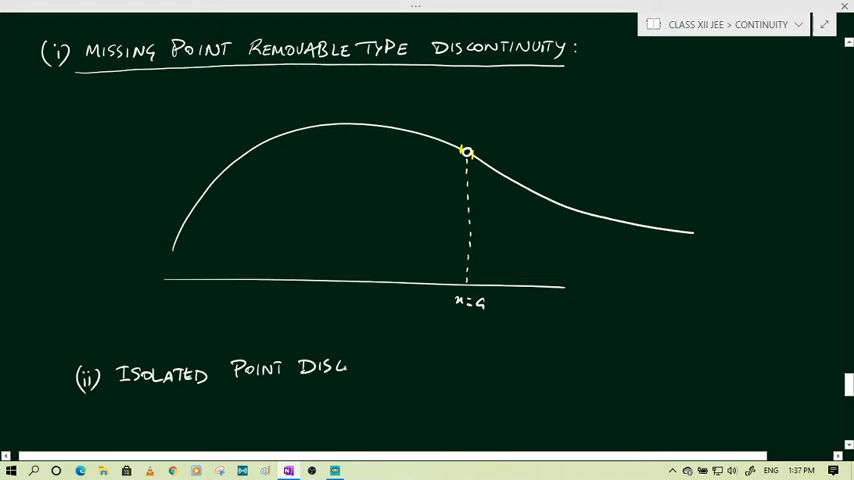 CLASS XII JEE > CONTINUITY
(i) MISSING POINT REMOVABLE TYPE DISCONTINUITY:
x=a
(ii) ISOLATED POINT DISC
ENG 1:37 PM